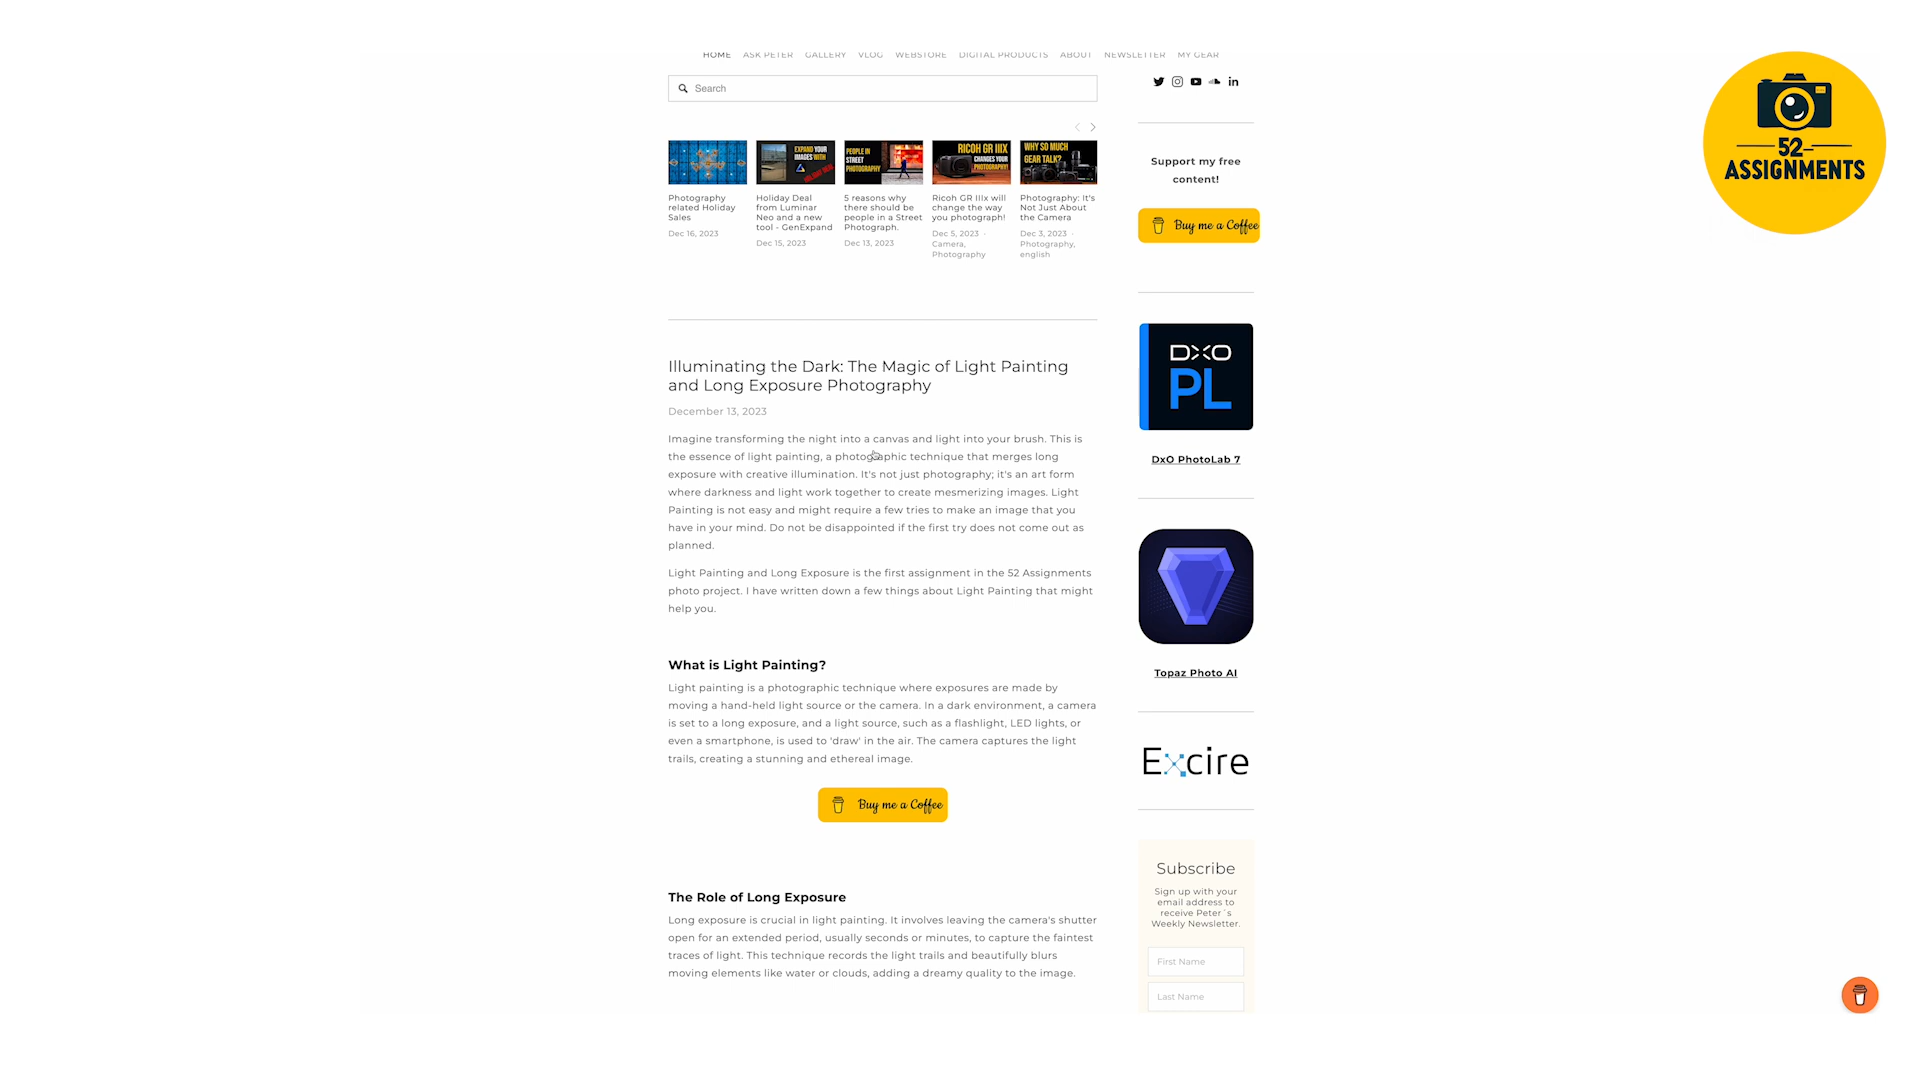 HOME ASK PETER GALLERY VLOG WEBSTORE DIGITAL PRODUCTS ABOUT NEWSLETTER MY GEAR
Search
EXPAND YOUR
IMAGES WITH
PEOPLE IN
STREET
PHOTOGRAPHY
RICOH GR IIIX
CHANGES YOUR
PHOTOGRAPHY!
WHY SO MUCH
GEAR TALK?
Photography
related Holiday
Sales
Dec 16, 2023
Holiday Deal
from Luminar
Neo and a new
tool - GenExpand
Dec 15, 2023
5 reasons why
there should be
people in a Street
Photograph.
Dec 13, 2023
Ricoh GR IIIx will
change the way
you photograph!
Dec 5, 2023 ·
Camera,
Photography
Photography: It's
Not Just About
the Camera
Dec 3, 2023 ·
Photography,
english
Illuminating the Dark: The Magic of Light Painting
and Long Exposure Photography
December 13, 2023
Imagine transforming the night into a canvas and light into your brush. This is
the essence of light painting, a photographic technique that merges long
exposure with creative illumination. It's not just photography; it's an art form
where darkness and light work together to create mesmerizing images. Light
Painting is not easy and might require a few tries to make an image that you
have in your mind. Do not be disappointed if the first try does not come out as
planned.
Light Painting and Long Exposure is the first assignment in the 52 Assignments
photo project. I have written down a few things about Light Painting that might
help you.
What is Light Painting?
Light painting is a photographic technique where exposures are made by
moving a hand-held light source or the camera. In a dark environment, a camera
is set to a long exposure, and a light source, such as a flashlight, LED lights, or
even a smartphone, is used to 'draw' in the air. The camera captures the light
trails, creating a stunning and ethereal image.
Buy me a Coffee
The Role of Long Exposure
Long exposure is crucial in light painting. It involves leaving the camera's shutter
open for an extended period, usually seconds or minutes, to capture the faintest
traces of light. This technique records the light trails and beautifully blurs
moving elements like water or clouds, adding a dreamy quality to the image.
Support my free
content!
Buy me a Coffee
DXO
PL
DxO PhotoLab 7
Topaz Photo AI
Excire
Subscribe
Sign up with your
email address to
receive Peter´s
Weekly Newsletter.
First Name
Last Name
52
ASSIGNMENTS